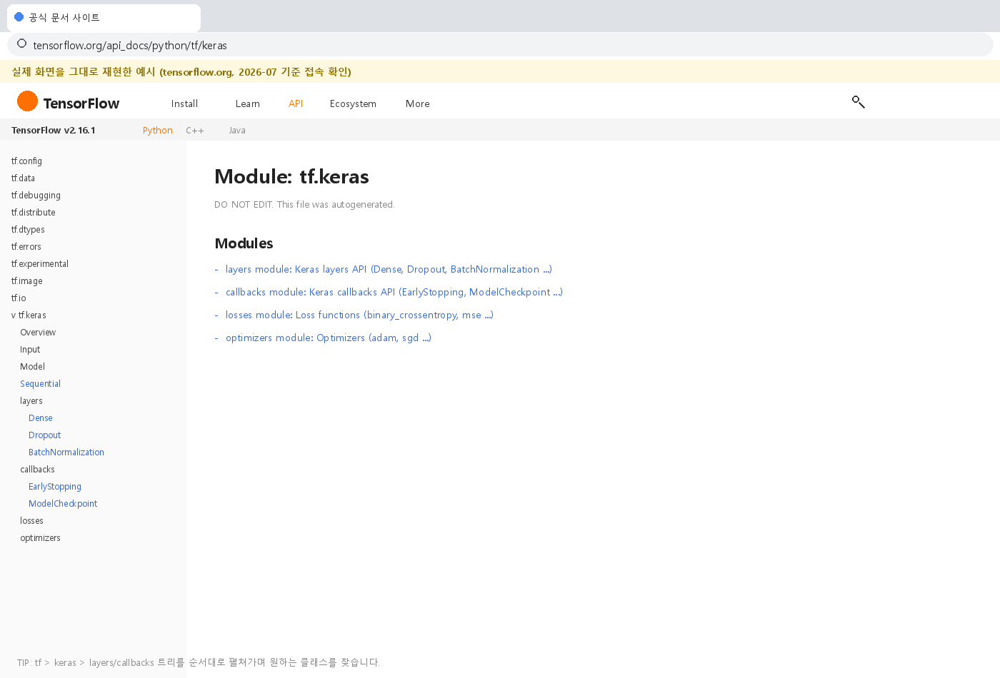 공식 문서 사이트
tensorflow.org/api_docs/python/tf/keras
실제 화면을 그대로 재현한 예시 (tensorflow.org, 2026-07 기준 접속 확인)
TensorFlow Install Learn API Ecosystem More
TensorFlow v2.16.1 Python C++ Java
tf.config
tf.data
tf.debugging
tf.distribute
tf.dtypes
tf.errors
tf.experimental
tf.image
tf.io
v tf.keras
Overview
Input
Model
Sequential
layers
Dense
Dropout
BatchNormalization
callbacks
EarlyStopping
ModelCheckpoint
losses
optimizers
Module: tf.keras
DO NOT EDIT. This file was autogenerated.
Modules
- layers module: Keras layers API (Dense, Dropout, BatchNormalization ...)
- callbacks module: Keras callbacks API (EarlyStopping, ModelCheckpoint ...)
- losses module: Loss functions (binary_crossentropy, mse ...)
- optimizers module: Optimizers (adam, sgd ...)
TIP: tf > keras > layers/callbacks 트리를 순서대로 펼쳐가며 원하는 클래스를 찾습니다.